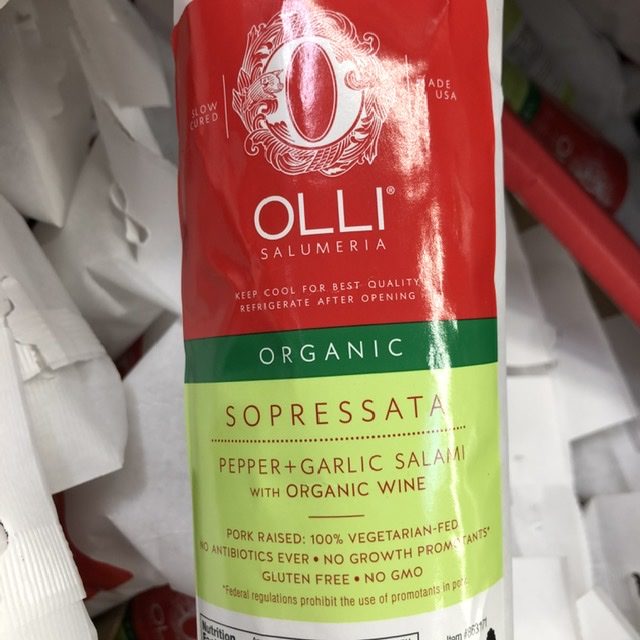 SLOW
CURED
MADE
USA
O
OLLI®
SALUMERIA
KEEP COOL FOR BEST QUALITY
REFRIGERATE AFTER OPENING
ORGANIC
SOPRESSATA
PEPPER+GARLIC SALAMI
WITH ORGANIC WINE
PORK RAISED: 100% VEGETARIAN-FED
NO ANTIBIOTICS EVER • NO GROWTH PROMOTANTS*
GLUTEN FREE • NO GMO
*Federal regulations prohibit the use of promotants in pork.
Nutrition
Item